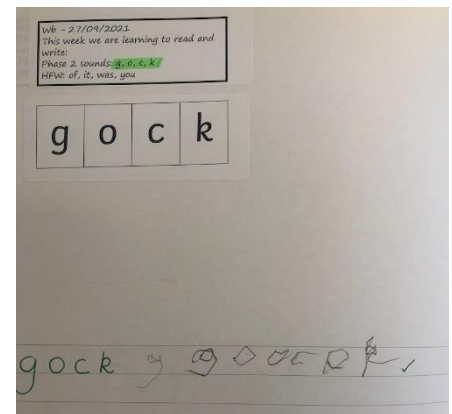 Wb - 27/09/2021
This week we are learning to read and
write:
Phase 2 sounds: g, o, c, k
HFW: of, it, was, you
g o c k
gock g g o o c k k